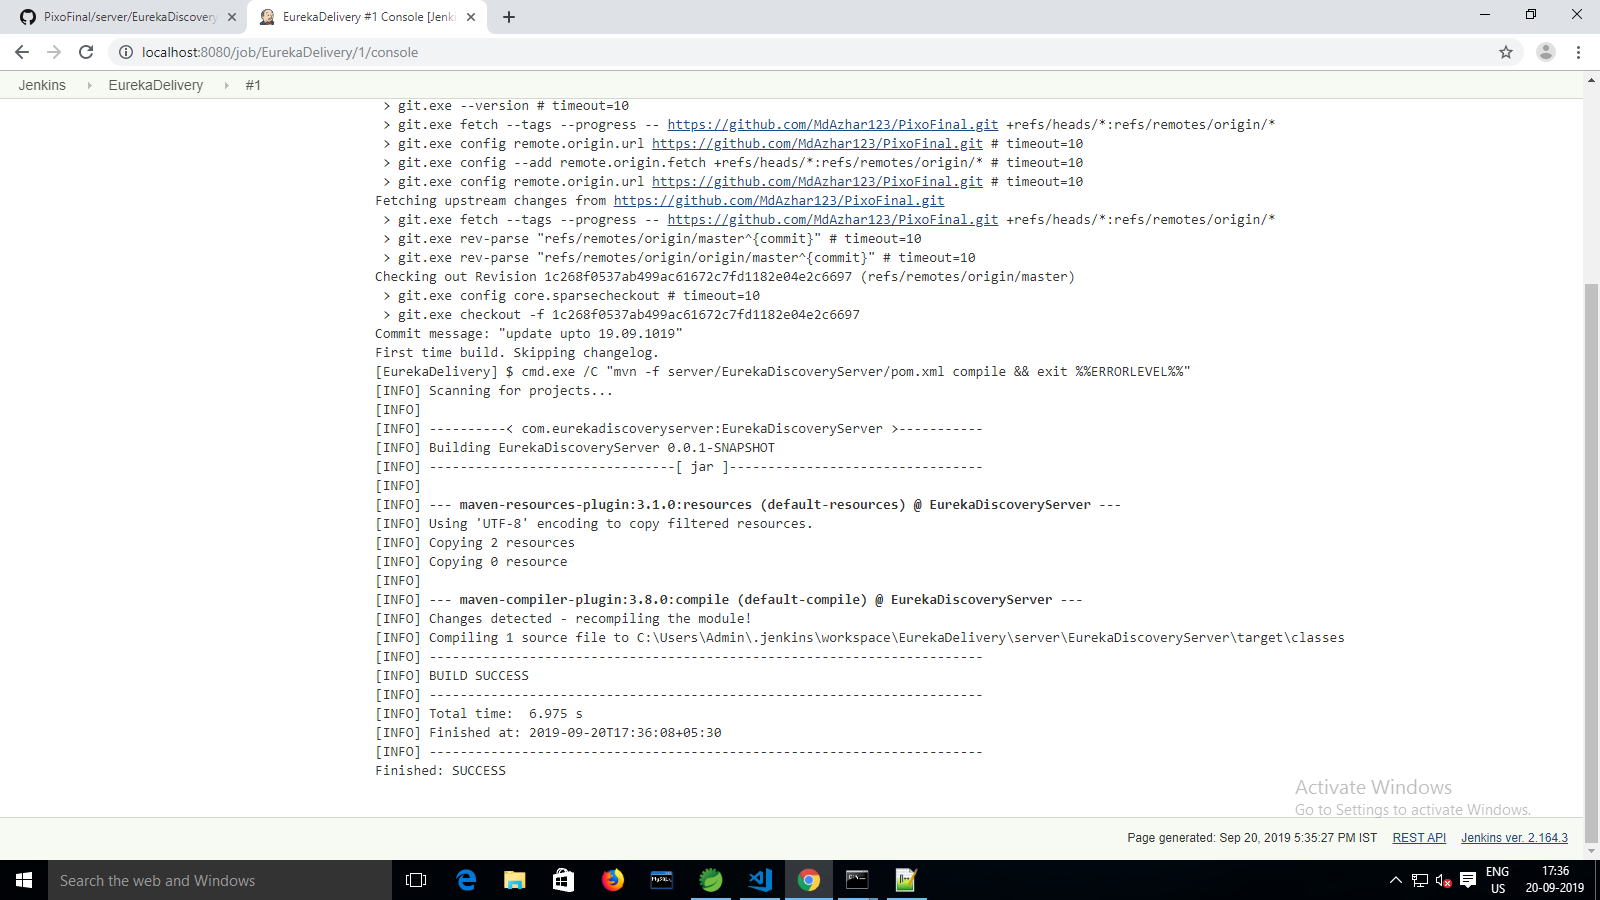 PixoFinal/server/EurekaDiscovery
EurekaDelivery #1 Console [Jenki
localhost:8080/job/EurekaDelivery/1/console
Jenkins EurekaDelivery #1
> git.exe --version # timeout=10
> git.exe fetch --tags --progress -- https://github.com/MdAzhar123/PixoFinal.git +refs/heads/*:refs/remotes/origin/*
> git.exe config remote.origin.url https://github.com/MdAzhar123/PixoFinal.git # timeout=10
> git.exe config --add remote.origin.fetch +refs/heads/*:refs/remotes/origin/* # timeout=10
> git.exe config remote.origin.url https://github.com/MdAzhar123/PixoFinal.git # timeout=10
Fetching upstream changes from https://github.com/MdAzhar123/PixoFinal.git
> git.exe fetch --tags --progress -- https://github.com/MdAzhar123/PixoFinal.git +refs/heads/*:refs/remotes/origin/*
> git.exe rev-parse "refs/remotes/origin/master^{commit}" # timeout=10
> git.exe rev-parse "refs/remotes/origin/origin/master^{commit}" # timeout=10
Checking out Revision 1c268f0537ab499ac61672c7fd1182e04e2c6697 (refs/remotes/origin/master)
> git.exe config core.sparsecheckout # timeout=10
> git.exe checkout -f 1c268f0537ab499ac61672c7fd1182e04e2c6697
Commit message: "update upto 19.09.1019"
First time build. Skipping changelog.
[EurekaDelivery] $ cmd.exe /C "mvn -f server/EurekaDiscoveryServer/pom.xml compile && exit %%ERRORLEVEL%%"
[INFO] Scanning for projects...
[INFO]
[INFO] ----------< com.eurekadiscoveryserver:EurekaDiscoveryServer >-----------
[INFO] Building EurekaDiscoveryServer 0.0.1-SNAPSHOT
[INFO] --------------------------------[ jar ]---------------------------------
[INFO]
[INFO] --- maven-resources-plugin:3.1.0:resources (default-resources) @ EurekaDiscoveryServer ---
[INFO] Using 'UTF-8' encoding to copy filtered resources.
[INFO] Copying 2 resources
[INFO] Copying 0 resource
[INFO]
[INFO] --- maven-compiler-plugin:3.8.0:compile (default-compile) @ EurekaDiscoveryServer ---
[INFO] Changes detected - recompiling the module!
[INFO] Compiling 1 source file to C:\Users\Admin\.jenkins\workspace\EurekaDelivery\server\EurekaDiscoveryServer\target\classes
[INFO] ------------------------------------------------------------------------
[INFO] BUILD SUCCESS
[INFO] ------------------------------------------------------------------------
[INFO] Total time:  6.975 s
[INFO] Finished at: 2019-09-20T17:36:08+05:30
[INFO] ------------------------------------------------------------------------
Finished: SUCCESS
Activate Windows
Go to Settings to activate Windows.
Page generated: Sep 20, 2019 5:35:27 PM IST REST API Jenkins ver. 2.164.3
Search the web and Windows
MySQL
ENG
US
17:36
20-09-2019